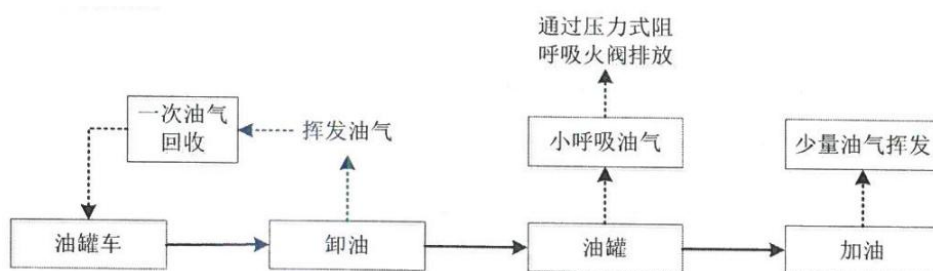 通过压力式阻
呼吸火阀排放
一次油气
回收
挥发油气
小呼吸油气
少量油气挥发
油罐车
卸油
油罐
加油